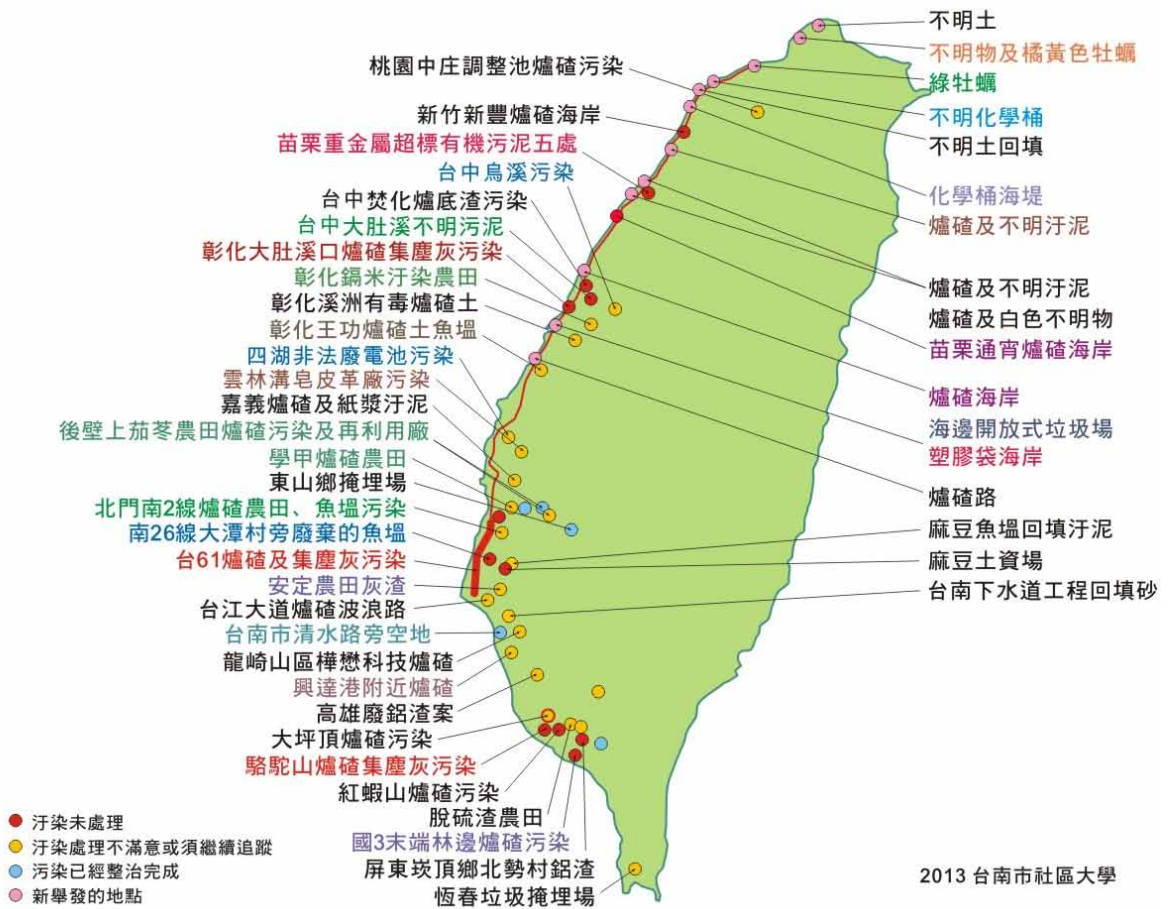 桃園中庄調整池爐碴污染
新竹新豐爐碴海岸
苗栗重金屬超標有機污泥五處
台中烏溪污染
台中焚化爐底渣污染
台中大肚溪不明污泥
彰化大肚溪口爐碴集塵灰污染
彰化鎘米汙染農田
彰化溪洲有毒爐碴土
彰化王功爐碴土魚塭
四湖非法廢電池污染
雲林溝皂皮革廠污染
嘉義爐碴及紙漿汙泥
後壁上茄苳農田爐碴污染及再利用廠
學甲爐碴農田
東山鄉掩埋場
北門南2線爐碴農田、魚塭污染
南26線大潭村旁廢棄的魚塭
台61爐碴及集塵灰污染
安定農田灰渣
台江大道爐碴波浪路
台南市清水路旁空地
龍崎山區樺懋科技爐碴
興達港附近爐碴
高雄廢鋁渣案
大坪頂爐碴污染
駱駝山爐碴集塵灰污染
紅蝦山爐碴污染
脫硫渣農田
國3末端林邊爐碴污染
屏東崁頂鄉北勢村鋁渣
恆春垃圾掩埋場
不明土
不明物及橘黃色牡蠣
綠牡蠣
不明化學桶
不明土回填
化學桶海堤
爐碴及不明汙泥
爐碴及不明汙泥
爐碴及白色不明物
苗栗通宵爐碴海岸
爐碴海岸
海邊開放式垃圾場
塑膠袋海岸
爐碴路
麻豆魚塭回填汙泥
麻豆土資場
台南下水道工程回填砂
汙染未處理
汙染處理不滿意或須繼續追蹤
污染已經整治完成
新舉發的地點
2013 台南市社區大學